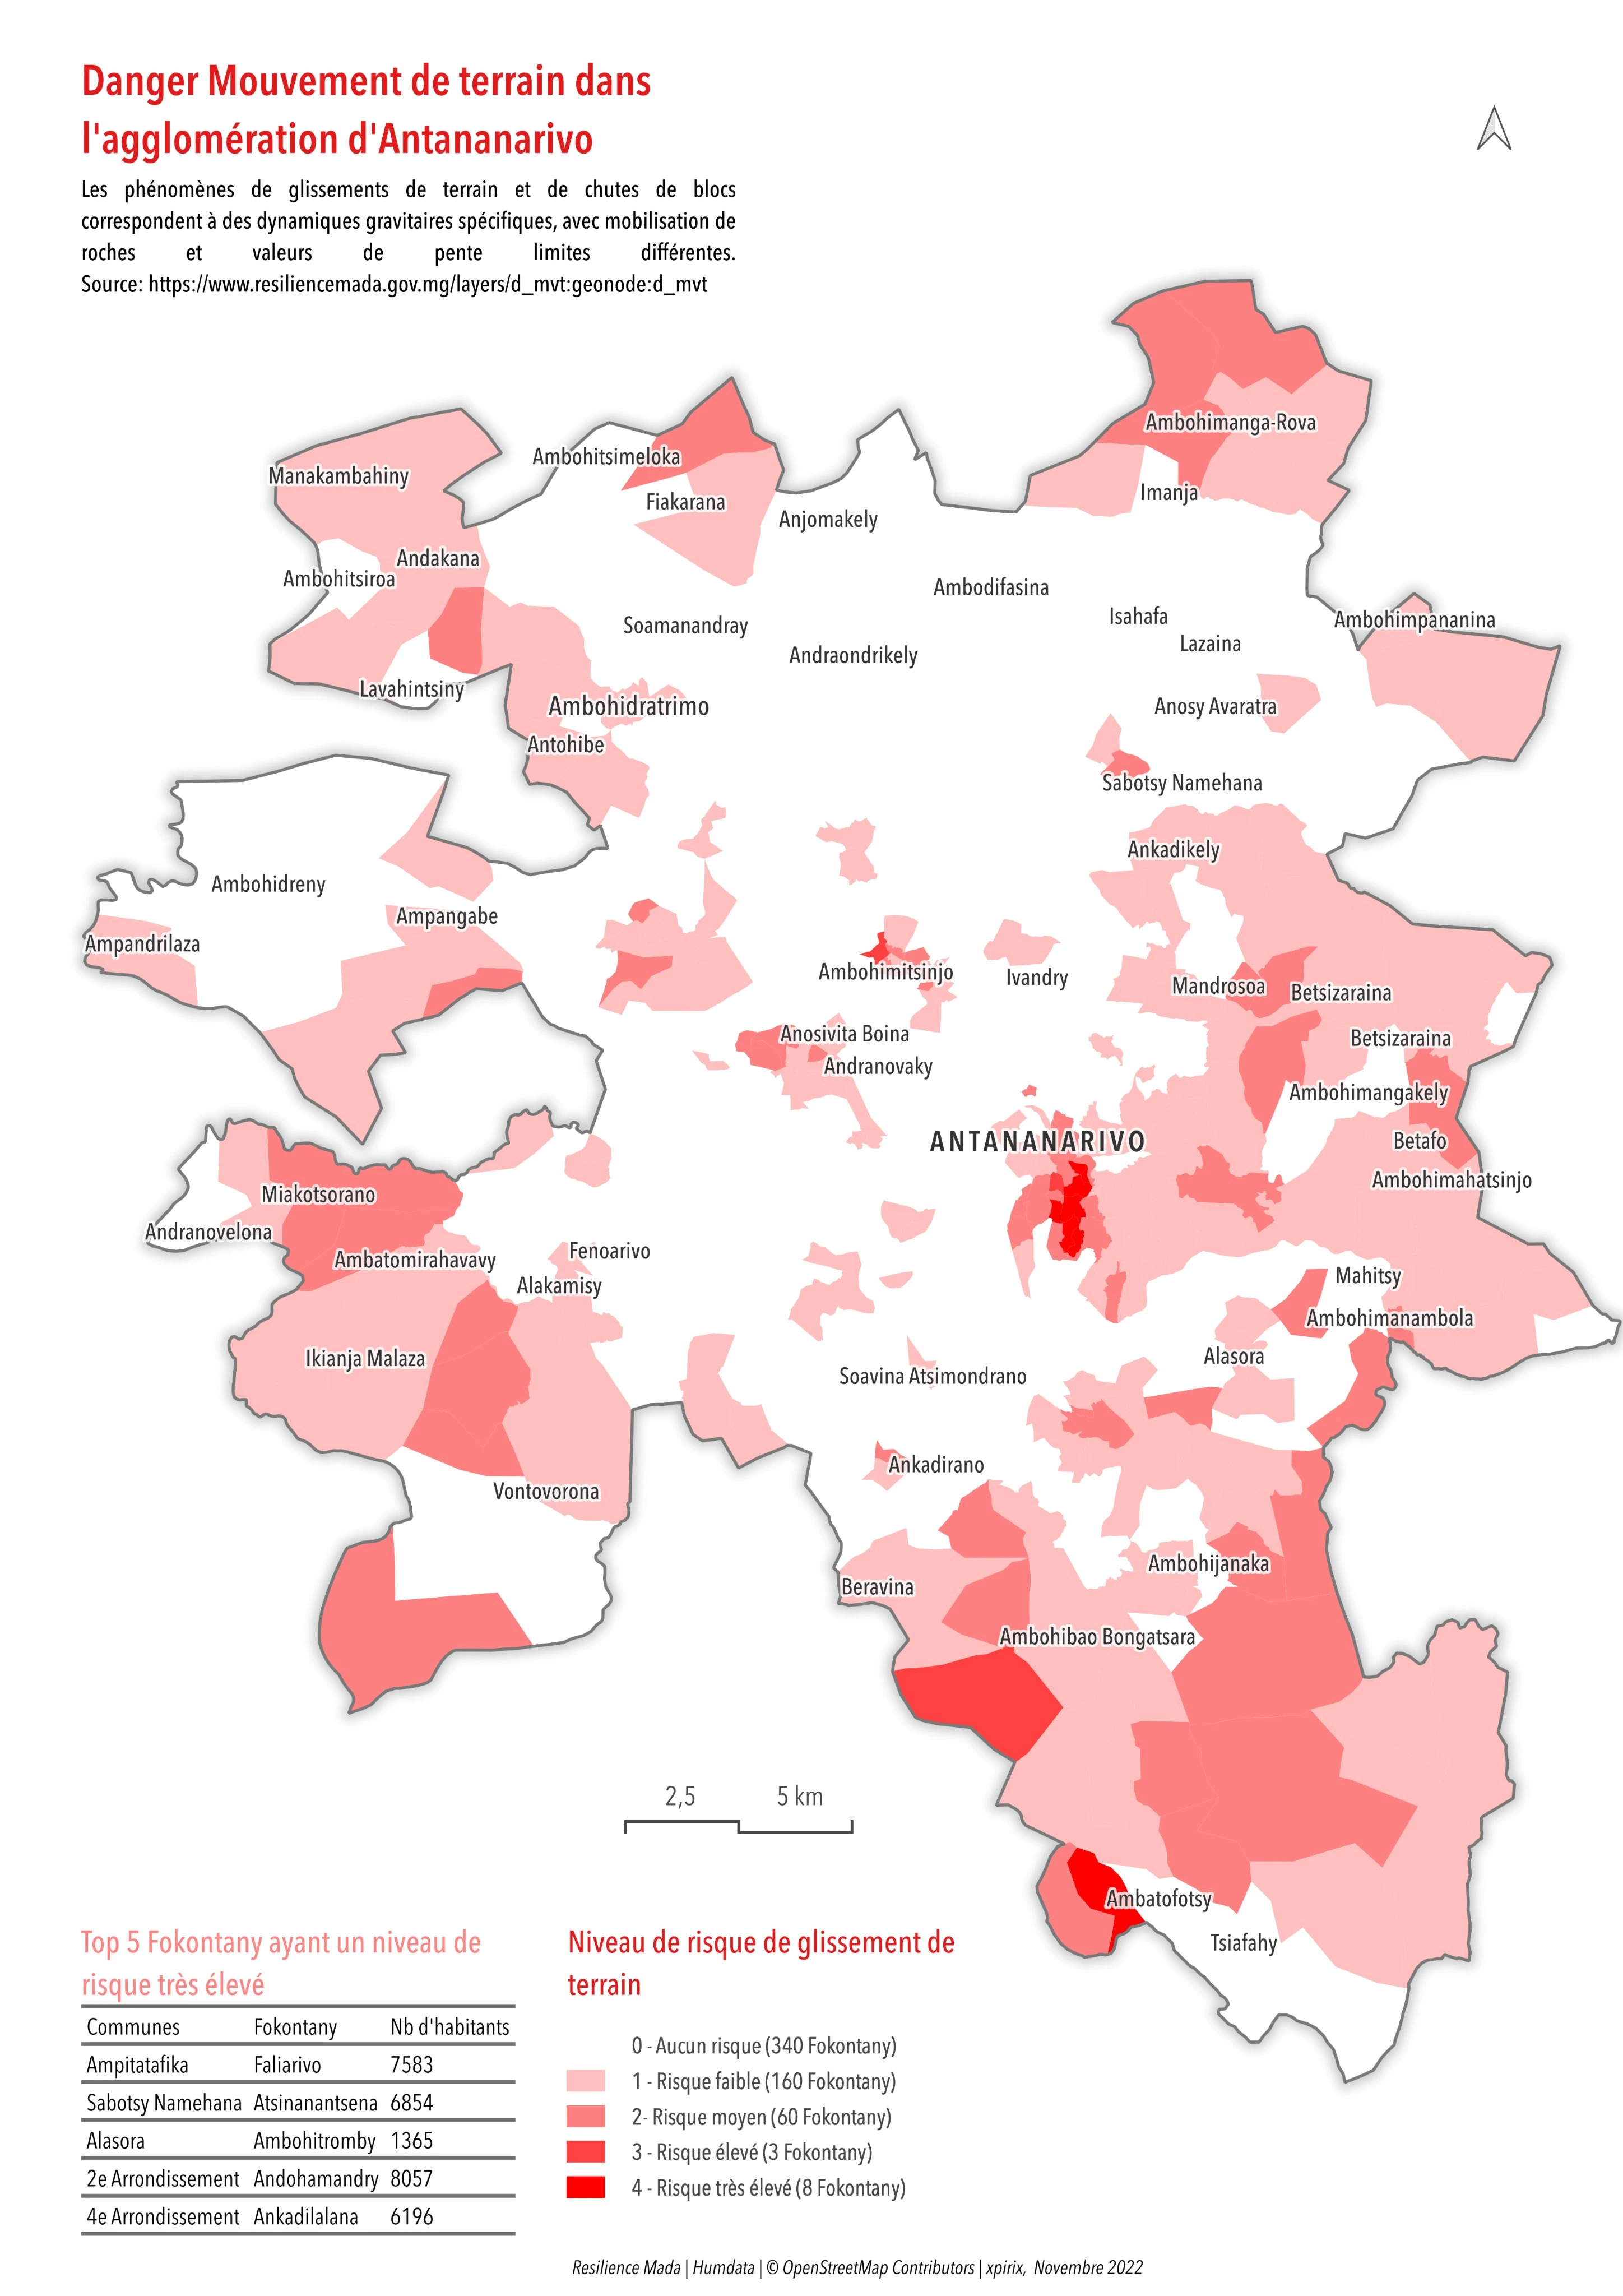 Danger Mouvement de terrain dans
l'agglomération d'Antananarivo
Les phénomènes de glissements de terrain et de chutes de blocs
correspondent à des dynamiques gravitaires spécifiques, avec mobilisation de
roches et valeurs de pente limites différentes.
Source: https://www.resiliencemada.gov.mg/layers/d_mvt:geonode:d_mvt
Ambohimanga-Rova
Ambohitsimeloka
Manakambahiny
Fiakarana
Imanja
Anjomakely
Andakana
Ambohitsiroa
Ambodifasina
Isahafa
Ambohimpananina
Soamanandray
Lazaina
Andraondrikely
Lavahintsiny
Ambohidratrimo
Anosy Avaratra
Antohibe
Sabotsy Namehana
Ankadikely
Ambohidreny
Ampangabe
Ampandrilaza
Ambohimitsinjo
Ivandry
Mandrosoa
Betsizaraina
Anosivita Boina
Betsizaraina
Andranovaky
Ambohimangakely
ANTANANARIVO
Betafo
Ambohimahatsinjo
Miakotsorano
Andranovelona
Fenoarivo
Ambatomirahavavy
Mahitsy
Alakamisy
Ambohimanambola
Ikianja Malaza
Alasora
Soavina Atsimondrano
Ankadirano
Vontovorona
Ambohijanaka
Beravina
Ambohibao Bongatsara
2,5
5 km
Ambatofotsy
Tsiafahy
Top 5 Fokontany ayant un niveau de
risque très élevé
Communes Fokontany Nb d'habitants
Ampitatafika Faliarivo 7583
Sabotsy Namehana Atsinanantsena 6854
Alasora Ambohitromby 1365
2e Arrondissement Andohamandry 8057
4e Arrondissement Ankadilalana 6196
Niveau de risque de glissement de
terrain
0 - Aucun risque (340 Fokontany)
1 - Risque faible (160 Fokontany)
2- Risque moyen (60 Fokontany)
3 - Risque élevé (3 Fokontany)
4 - Risque très élevé (8 Fokontany)
Resilience Mada | Humdata | © OpenStreetMap Contributors | xpirix, Novembre 2022